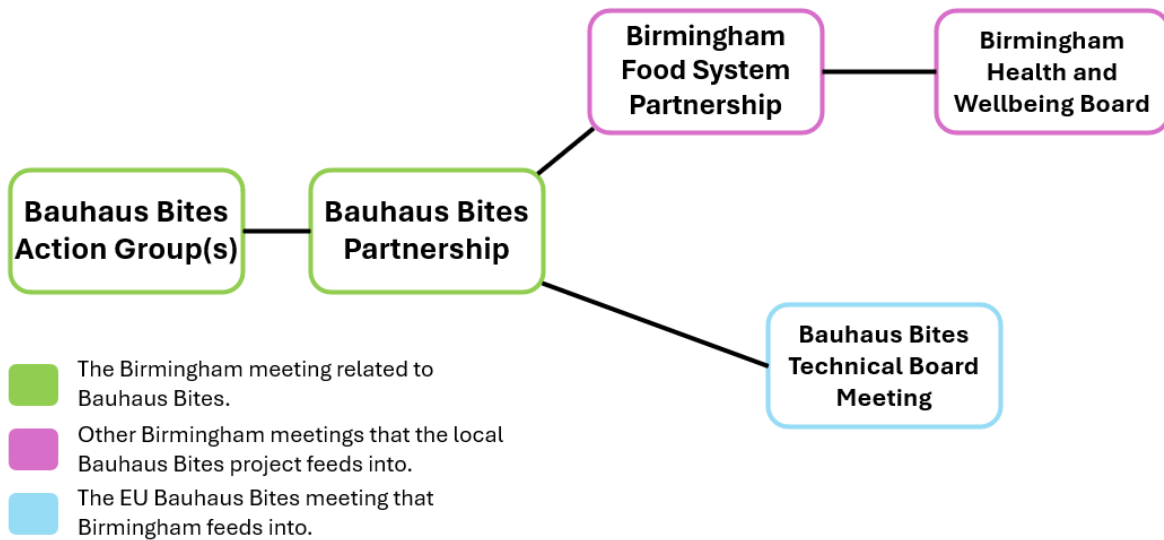 Birmingham
Food System
Partnership
Birmingham
Health and
Wellbeing Board
Bauhaus Bites
Action Group(s)
Bauhaus Bites
Partnership
Bauhaus Bites
Technical Board
Meeting
The Birmingham meeting related to
Bauhaus Bites.
Other Birmingham meetings that the local
Bauhaus Bites project feeds into.
The EU Bauhaus Bites meeting that
Birmingham feeds into.